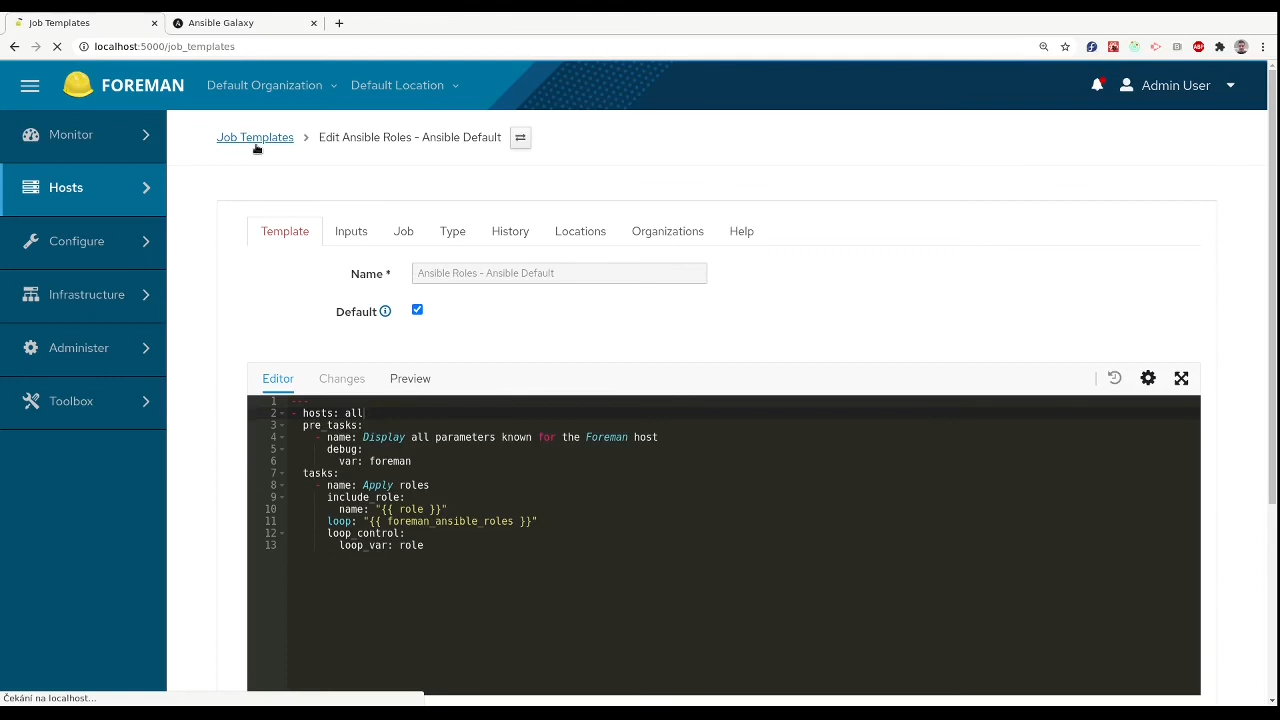 Job Templates
Ansible Galaxy
localhost:5000/job_templates
FOREMAN
Default Organization
Default Location
Admin User
Monitor
Hosts
Configure
Infrastructure
Administer
Toolbox
Job Templates > Edit Ansible Roles - Ansible Default
Template Inputs Job Type History Locations Organizations Help
Name *
Ansible Roles - Ansible Default
Default
Editor Changes Preview
1 ---
2 - hosts: all
3 pre_tasks:
4 - name: Display all parameters known for the Foreman host
5 debug:
6 var: foreman
7 tasks:
8 - name: Apply roles
9 include_role:
10 name: "{{ role }}"
11 loop: "{{ foreman_ansible_roles }}"
12 loop_control:
13 loop_var: role
Čekání na localhost...